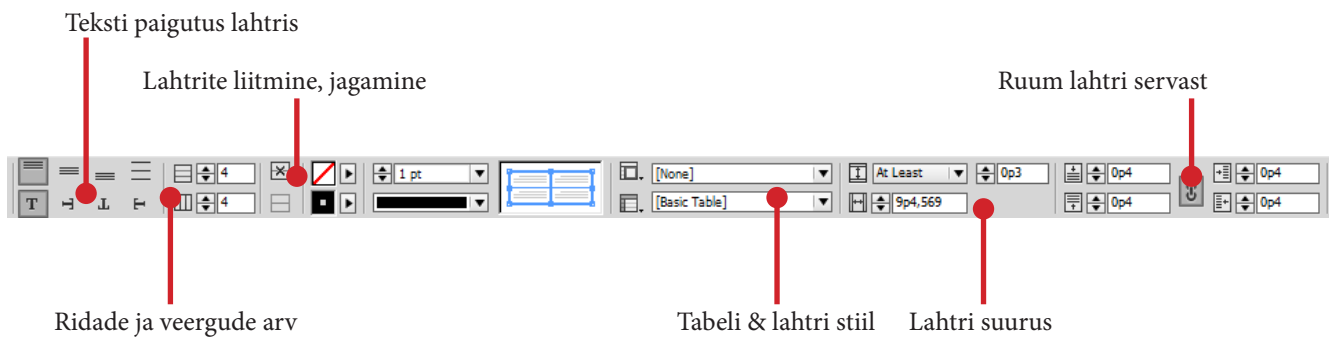 Teksti paigutus lahtris
Lahtrite liitmine, jagamine
Ruum lahtri servast
4 1 pt [None] At Least 0p3 0p4 0p4
T 4 [Basic Table] 9p4,569 0p4 0p4
Ridade ja veergude arv
Tabeli & lahtri stiil
Lahtri suurus